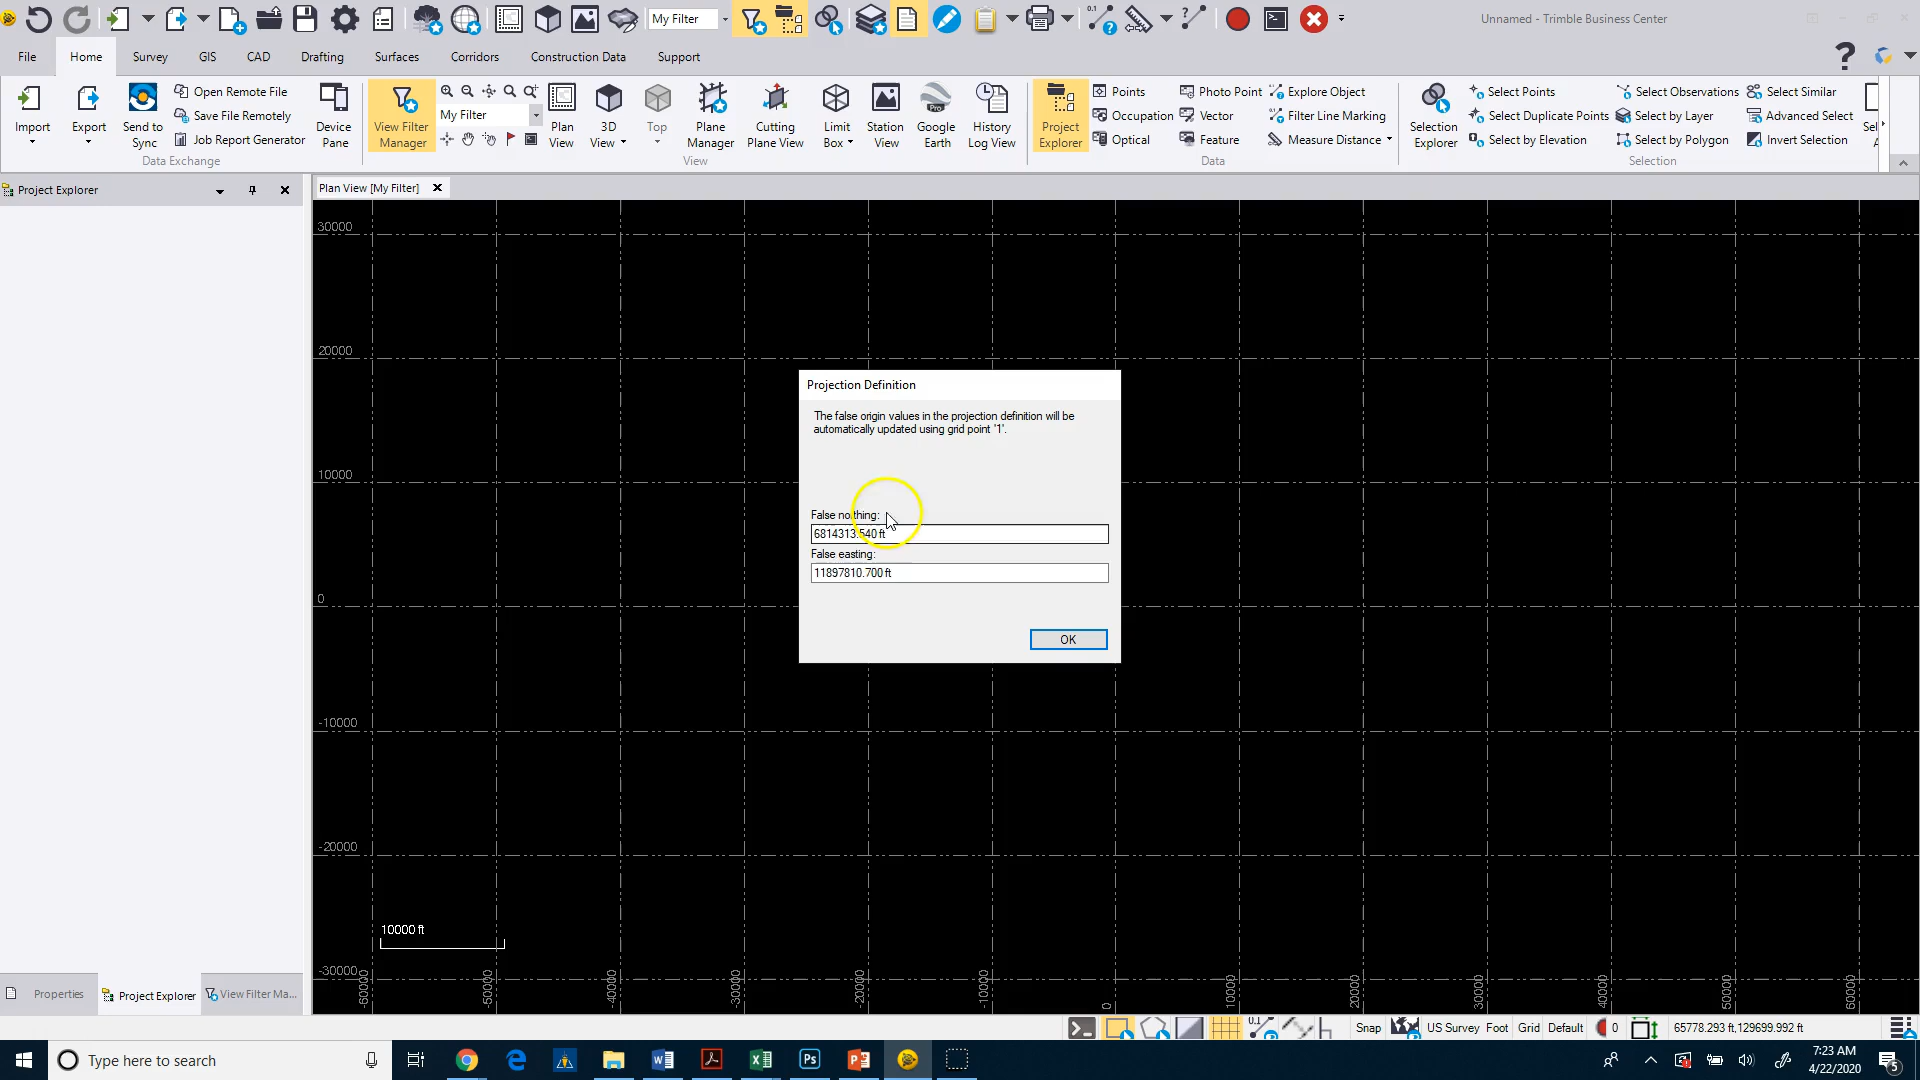 My Filter
Unnamed - Trimble Business Center
File Home Survey GIS CAD Drafting Surfaces Corridors Construction Data Support
Import
Export
Send to
Sync
Open Remote File
Save File Remotely
Job Report Generator
Device
Pane
Data Exchange
View Filter
Manager
My Filter
Plan
View
3D
View
Top
Plane
Manager
Cutting
Plane View
Limit
Box
Station
View
Google
Earth
History
Log View
View
Project
Explorer
Points
Occupation
Optical
Photo Point
Vector
Feature
Explore Object
Filter Line Marking
Measure Distance
Data
Selection
Explorer
Select Points
Select Duplicate Points
Select by Elevation
Select Observations
Select by Layer
Select by Polygon
Select Similar
Advanced Select
Invert Selection
Selection
Project Explorer
Plan View [My Filter]
30000
20000
10000
0
-10000
-20000
-30000
Projection Definition
The false origin values in the projection definition will be
automatically updated using grid point '1'.
False northing:
6814313.540 ft
False easting:
11897810.700 ft
OK
10000 ft
-60000 -50000 -40000 -30000 -20000 -10000 0 10000 20000 30000 40000 50000 60000
Properties Project Explorer View Filter Ma...
Snap US Survey Foot Grid Default 0 65778.293 ft,129699.992 ft
Type here to search
7:23 AM
4/22/2020
5